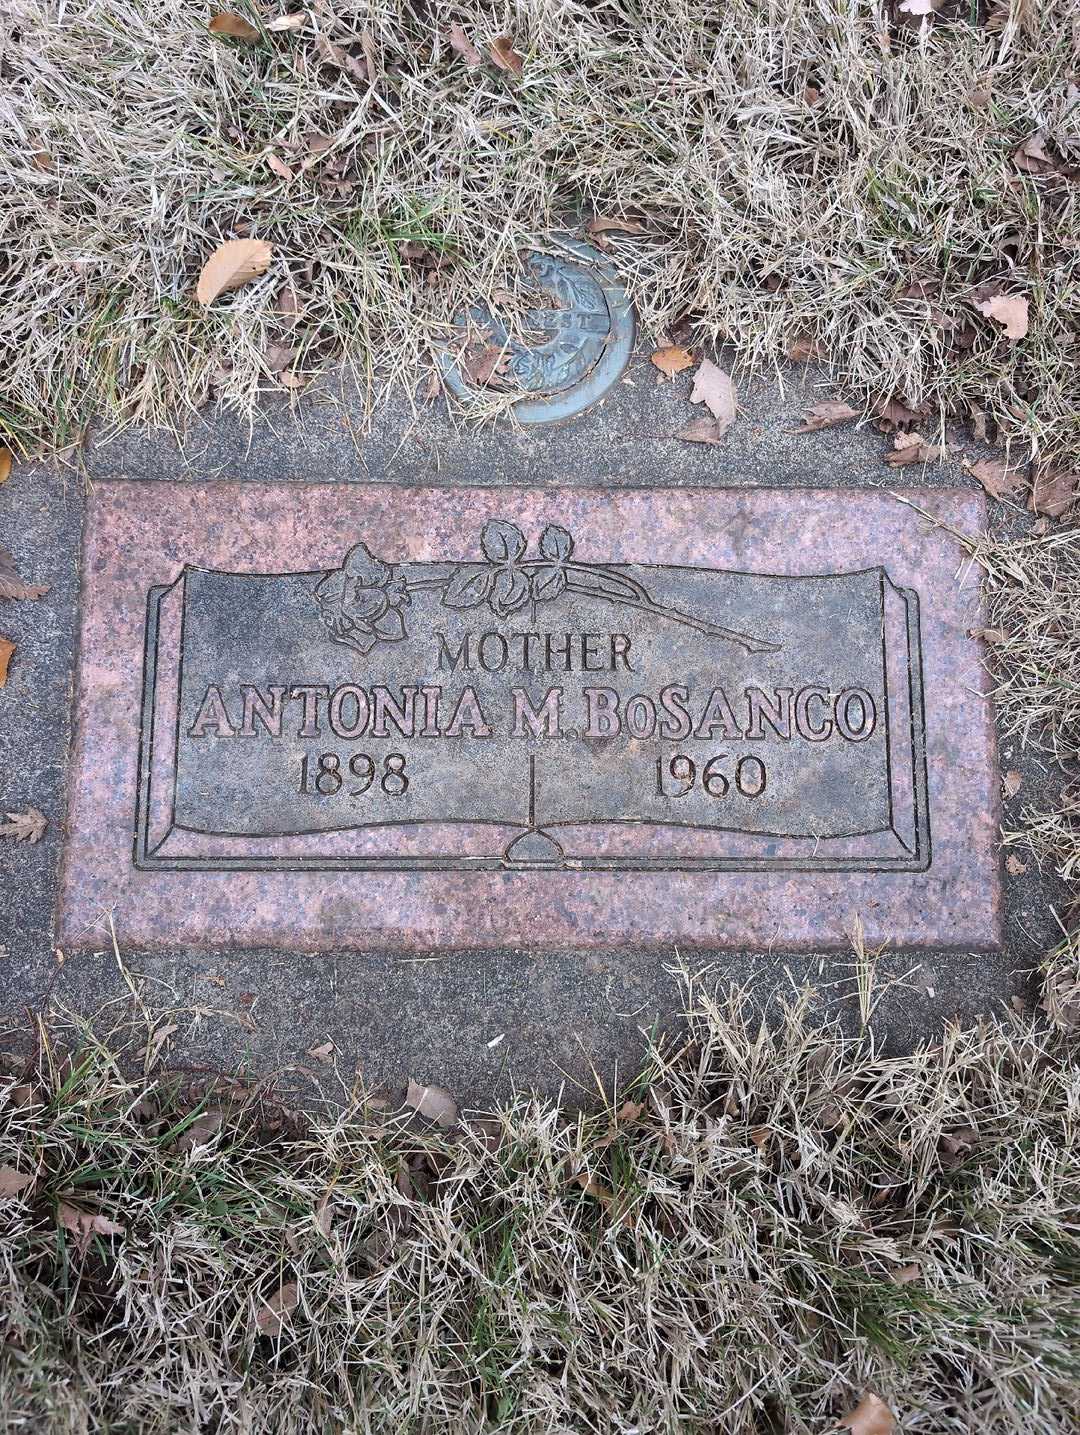 MOTHER
ANTONIA M. BoSANCO
1898 1960